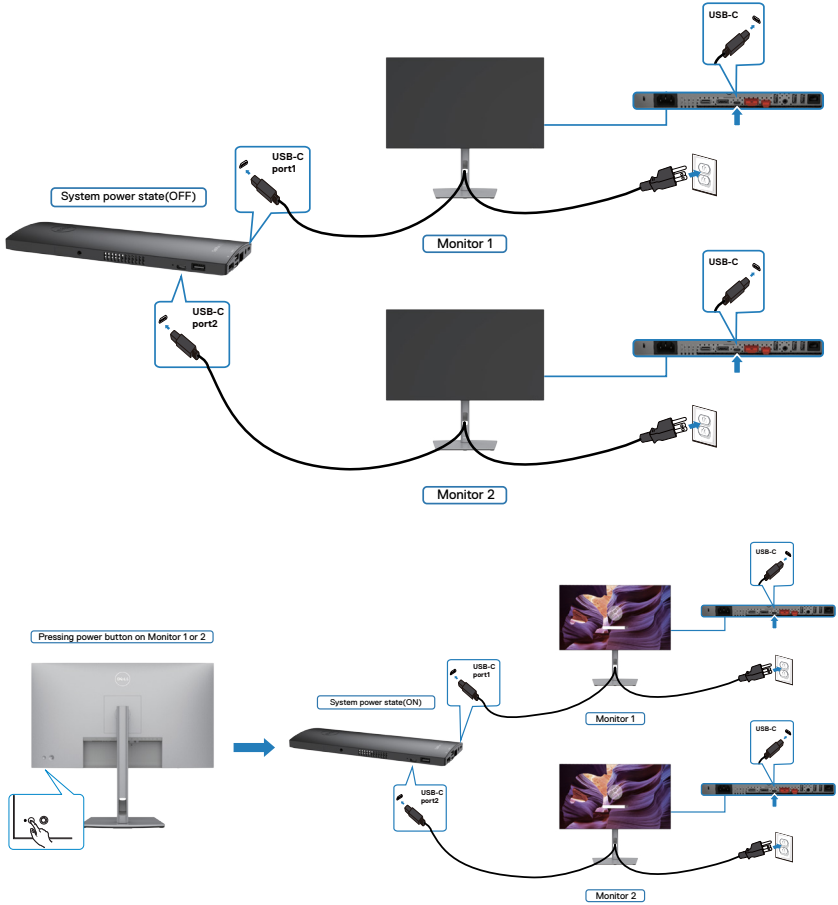 USB-C
USB-C
port1
System power state(OFF)
Monitor 1
USB-C
USB-C
port2
Monitor 2
USB-C
Pressing power button on Monitor 1 or 2
DELL
USB-C
port1
System power state(ON)
Monitor 1
USB-C
USB-C
port2
Monitor 2